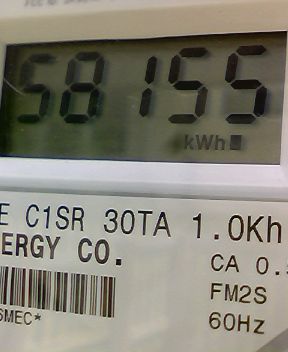 58155
kWh
E C1SR 30TA 1.0Kh
ERGY CO.
CA 0.
FM2S
60Hz
SMEC*